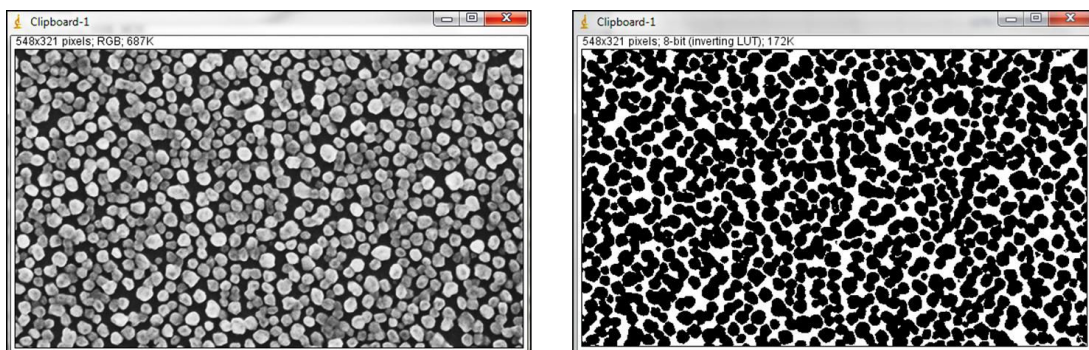 Clipboard-1
548x321 pixels; RGB; 687K
Clipboard-1
548x321 pixels; 8-bit (inverting LUT); 172K